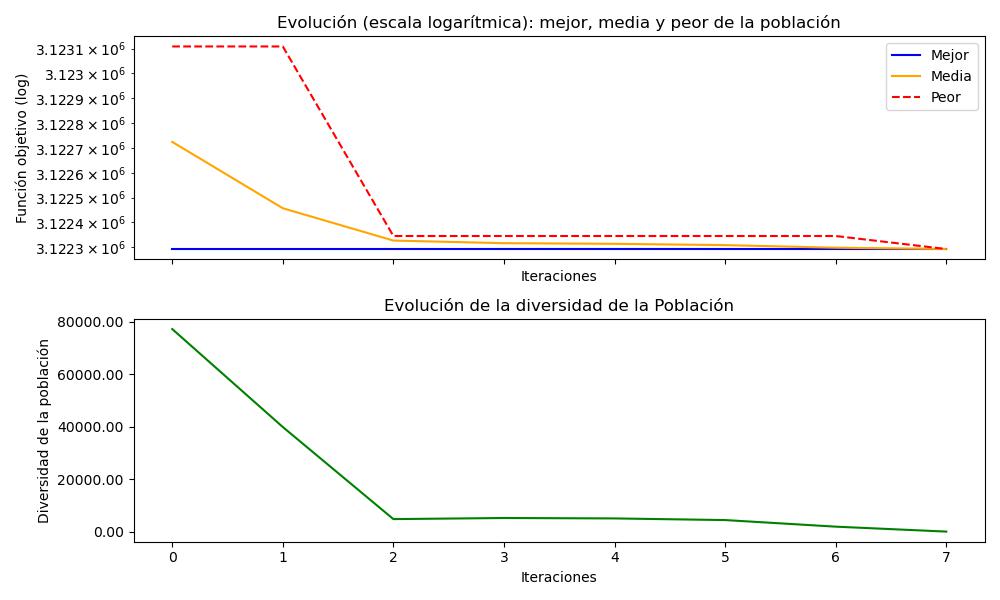 Evolución (escala logarítmica): mejor, media y peor de la población
Función objetivo (log)
3.1231 × 10⁶
3.123 × 10⁶
3.1229 × 10⁶
3.1228 × 10⁶
3.1227 × 10⁶
3.1226 × 10⁶
3.1225 × 10⁶
3.1224 × 10⁶
3.1223 × 10⁶
Mejor
Media
Peor
Iteraciones
Evolución de la diversidad de la Población
Diversidad de la población
80000.00
60000.00
40000.00
20000.00
0.00
0 1 2 3 4 5 6 7
Iteraciones